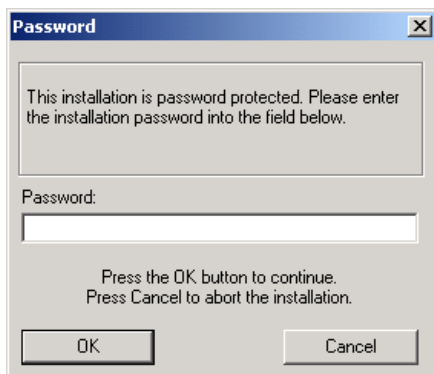 Password
This installation is password protected. Please enter
the installation password into the field below.
Password:
Press the OK button to continue.
Press Cancel to abort the installation.
OK
Cancel